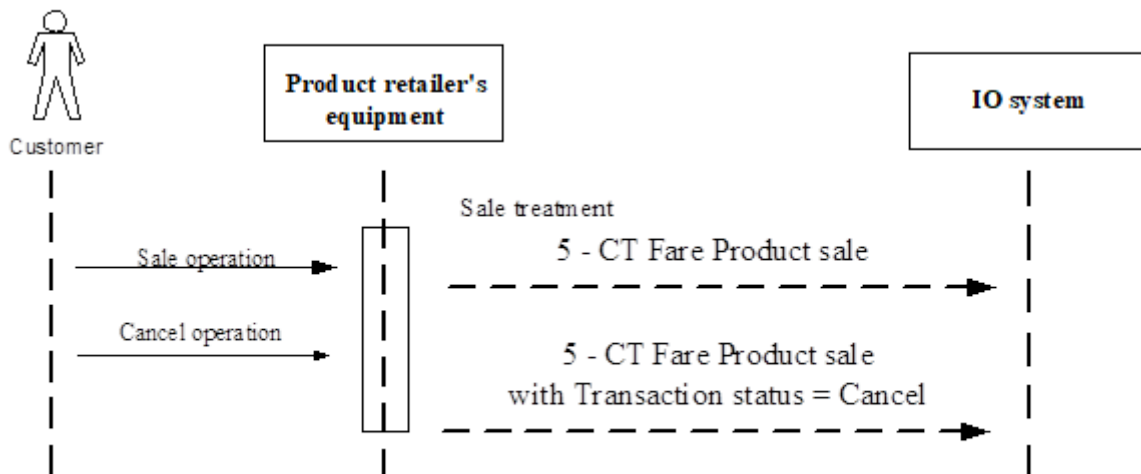 Product retailer's
equipment
IO system
Customer
Sale treatment
Sale operation
5 - CT Fare Product sale
Cancel operation
5 - CT Fare Product sale
with Transaction status = Cancel